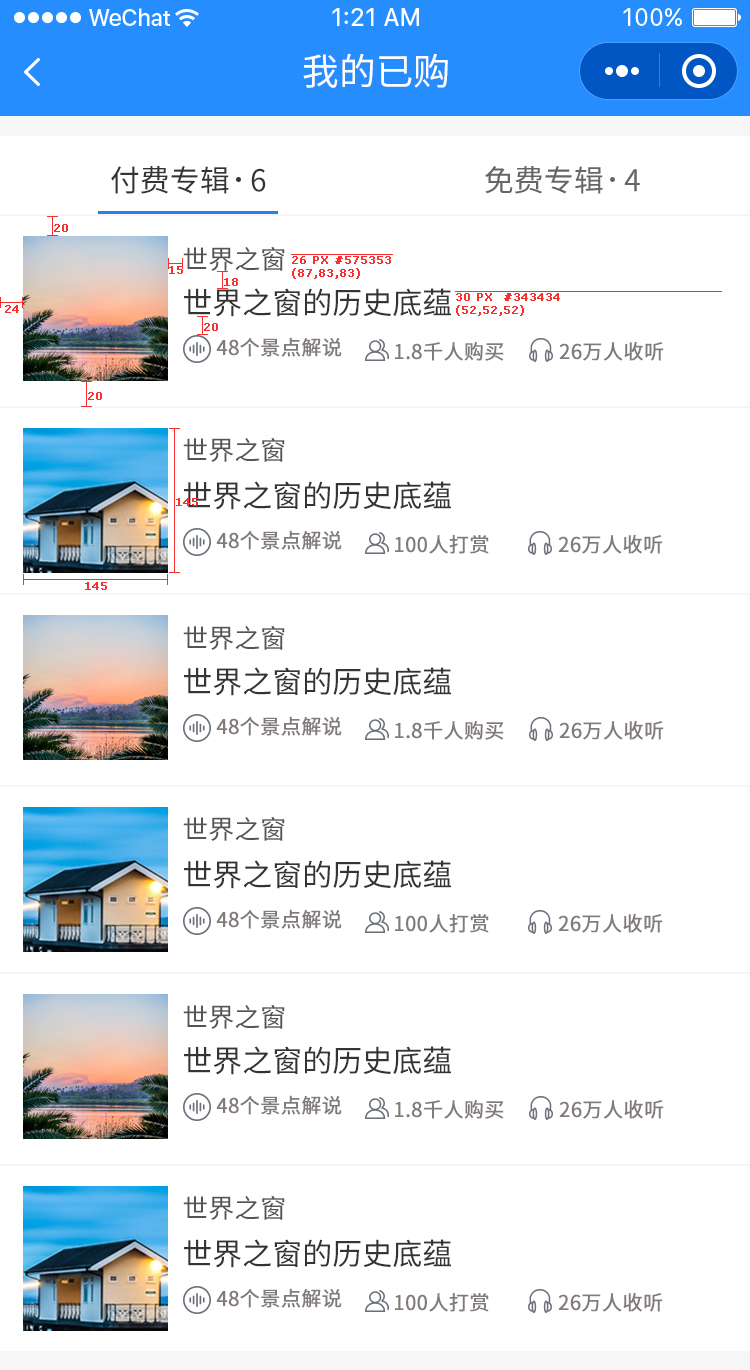 WeChat 1:21 AM 100%
我的已购
付费专辑·6 免费专辑·4
20
世界之窗 26 PX #575353
(87,83,83)
15
18
24
世界之窗的历史底蕴 30 PX #343434
(52,52,52)
20
48个景点解说 1.8千人购买 26万人收听
20
世界之窗
世界之窗的历史底蕴
145
48个景点解说 100人打赏 26万人收听
145
世界之窗
世界之窗的历史底蕴
48个景点解说 1.8千人购买 26万人收听
世界之窗
世界之窗的历史底蕴
48个景点解说 100人打赏 26万人收听
世界之窗
世界之窗的历史底蕴
48个景点解说 1.8千人购买 26万人收听
世界之窗
世界之窗的历史底蕴
48个景点解说 100人打赏 26万人收听